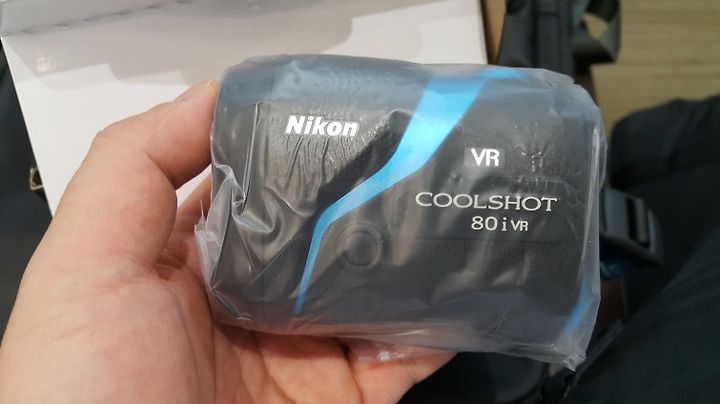 Nikon
VR
COOLSHOT
80i VR